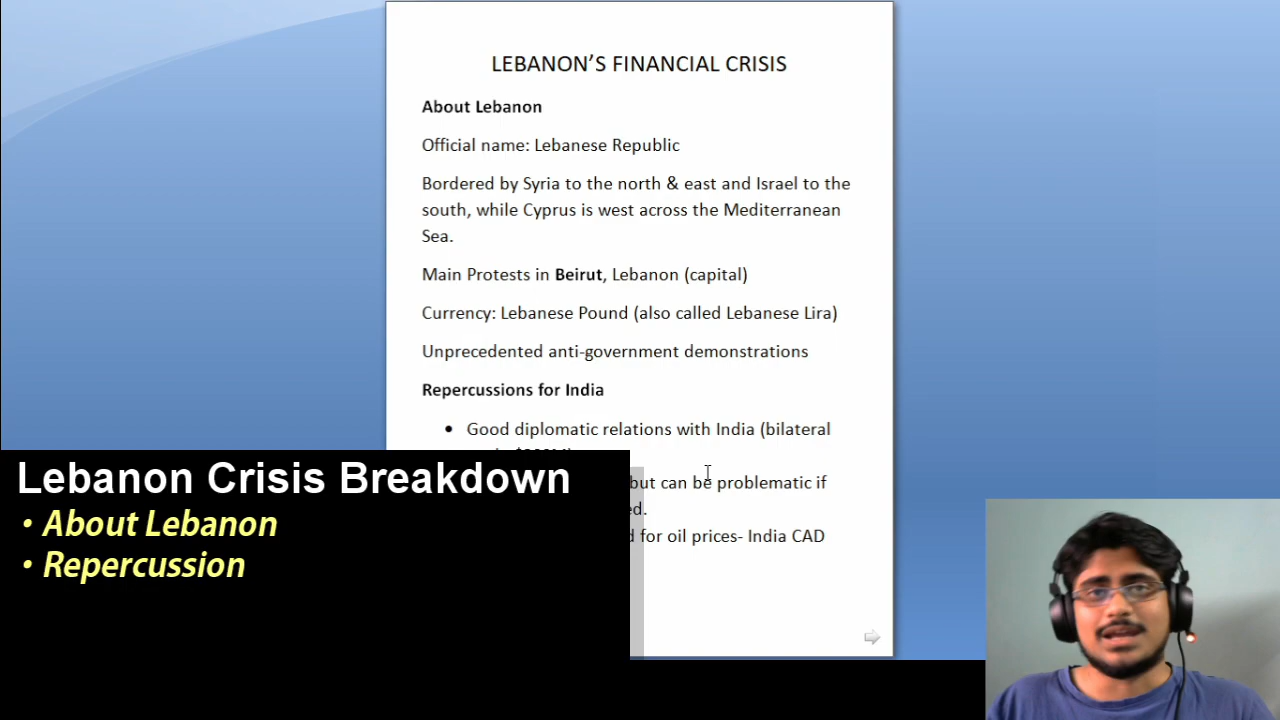 LEBANON’S FINANCIAL CRISIS
About Lebanon
Official name: Lebanese Republic
Bordered by Syria to the north & east and Israel to the
south, while Cyprus is west across the Mediterranean
Sea.
Main Protests in Beirut, Lebanon (capital)
Currency: Lebanese Pound (also called Lebanese Lira)
Unprecedented anti-government demonstrations
Repercussions for India
• Good diplomatic relations with India (bilateral
but can be problematic if
for oil prices- India CAD
Lebanon Crisis Breakdown
• About Lebanon
• Repercussion